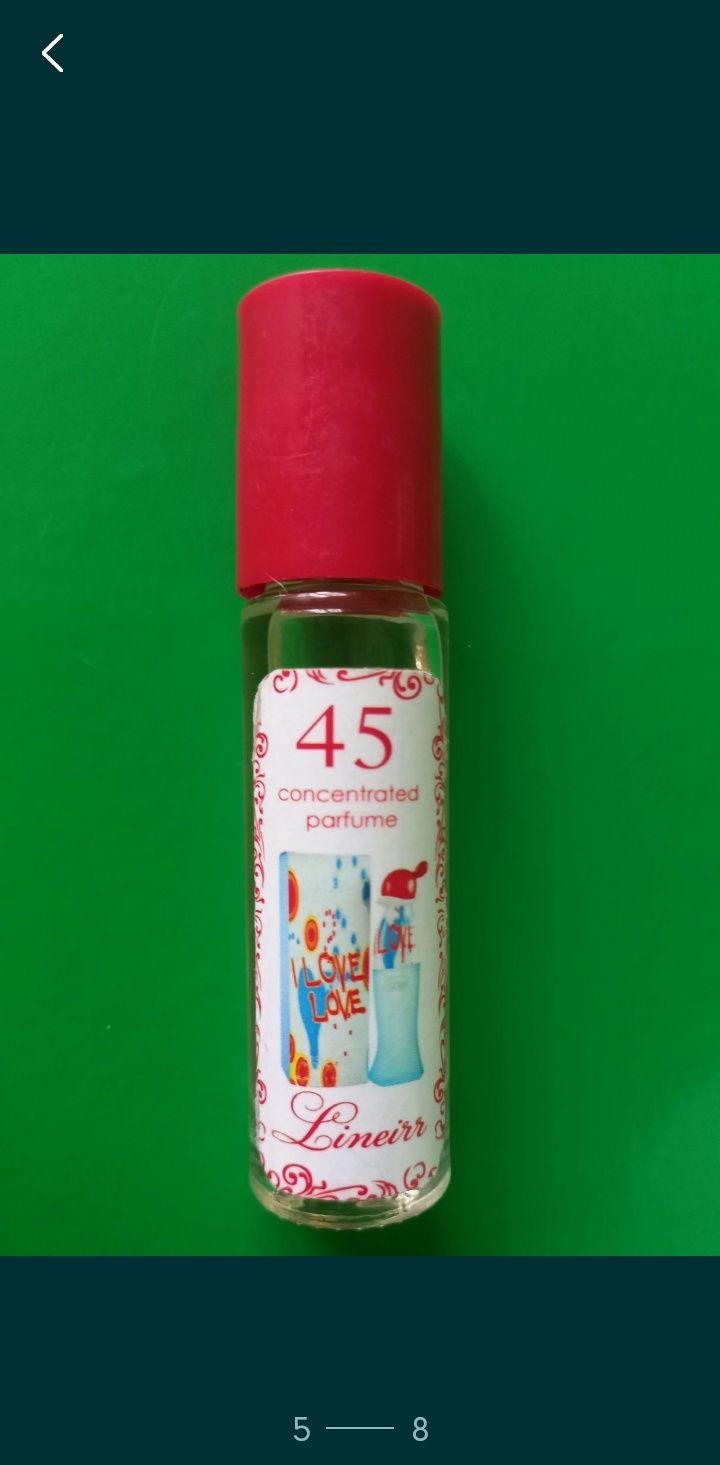 45
concentrated
parfume
I LOVE
LOVE
LOVE
Lineirr
5
8